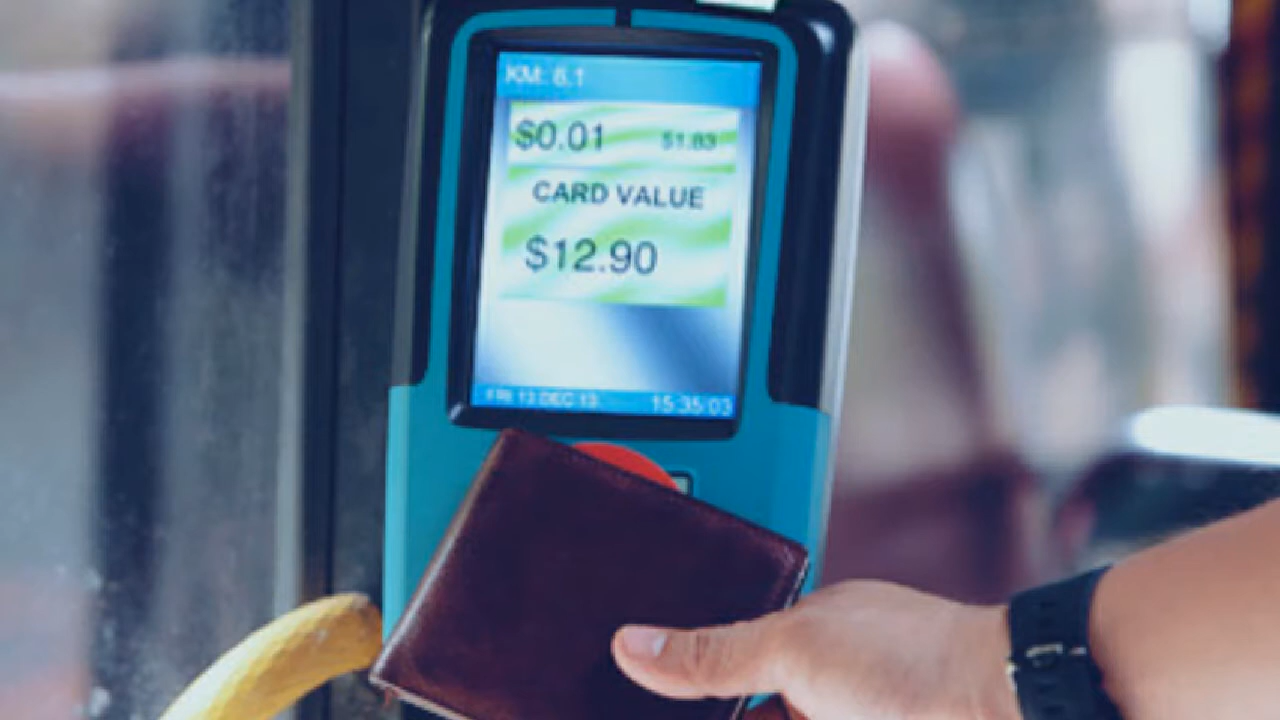 KM: 6.1
$0.01 $1.83
CARD VALUE
$12.90
FRI 13 DEC 13 15:35:03